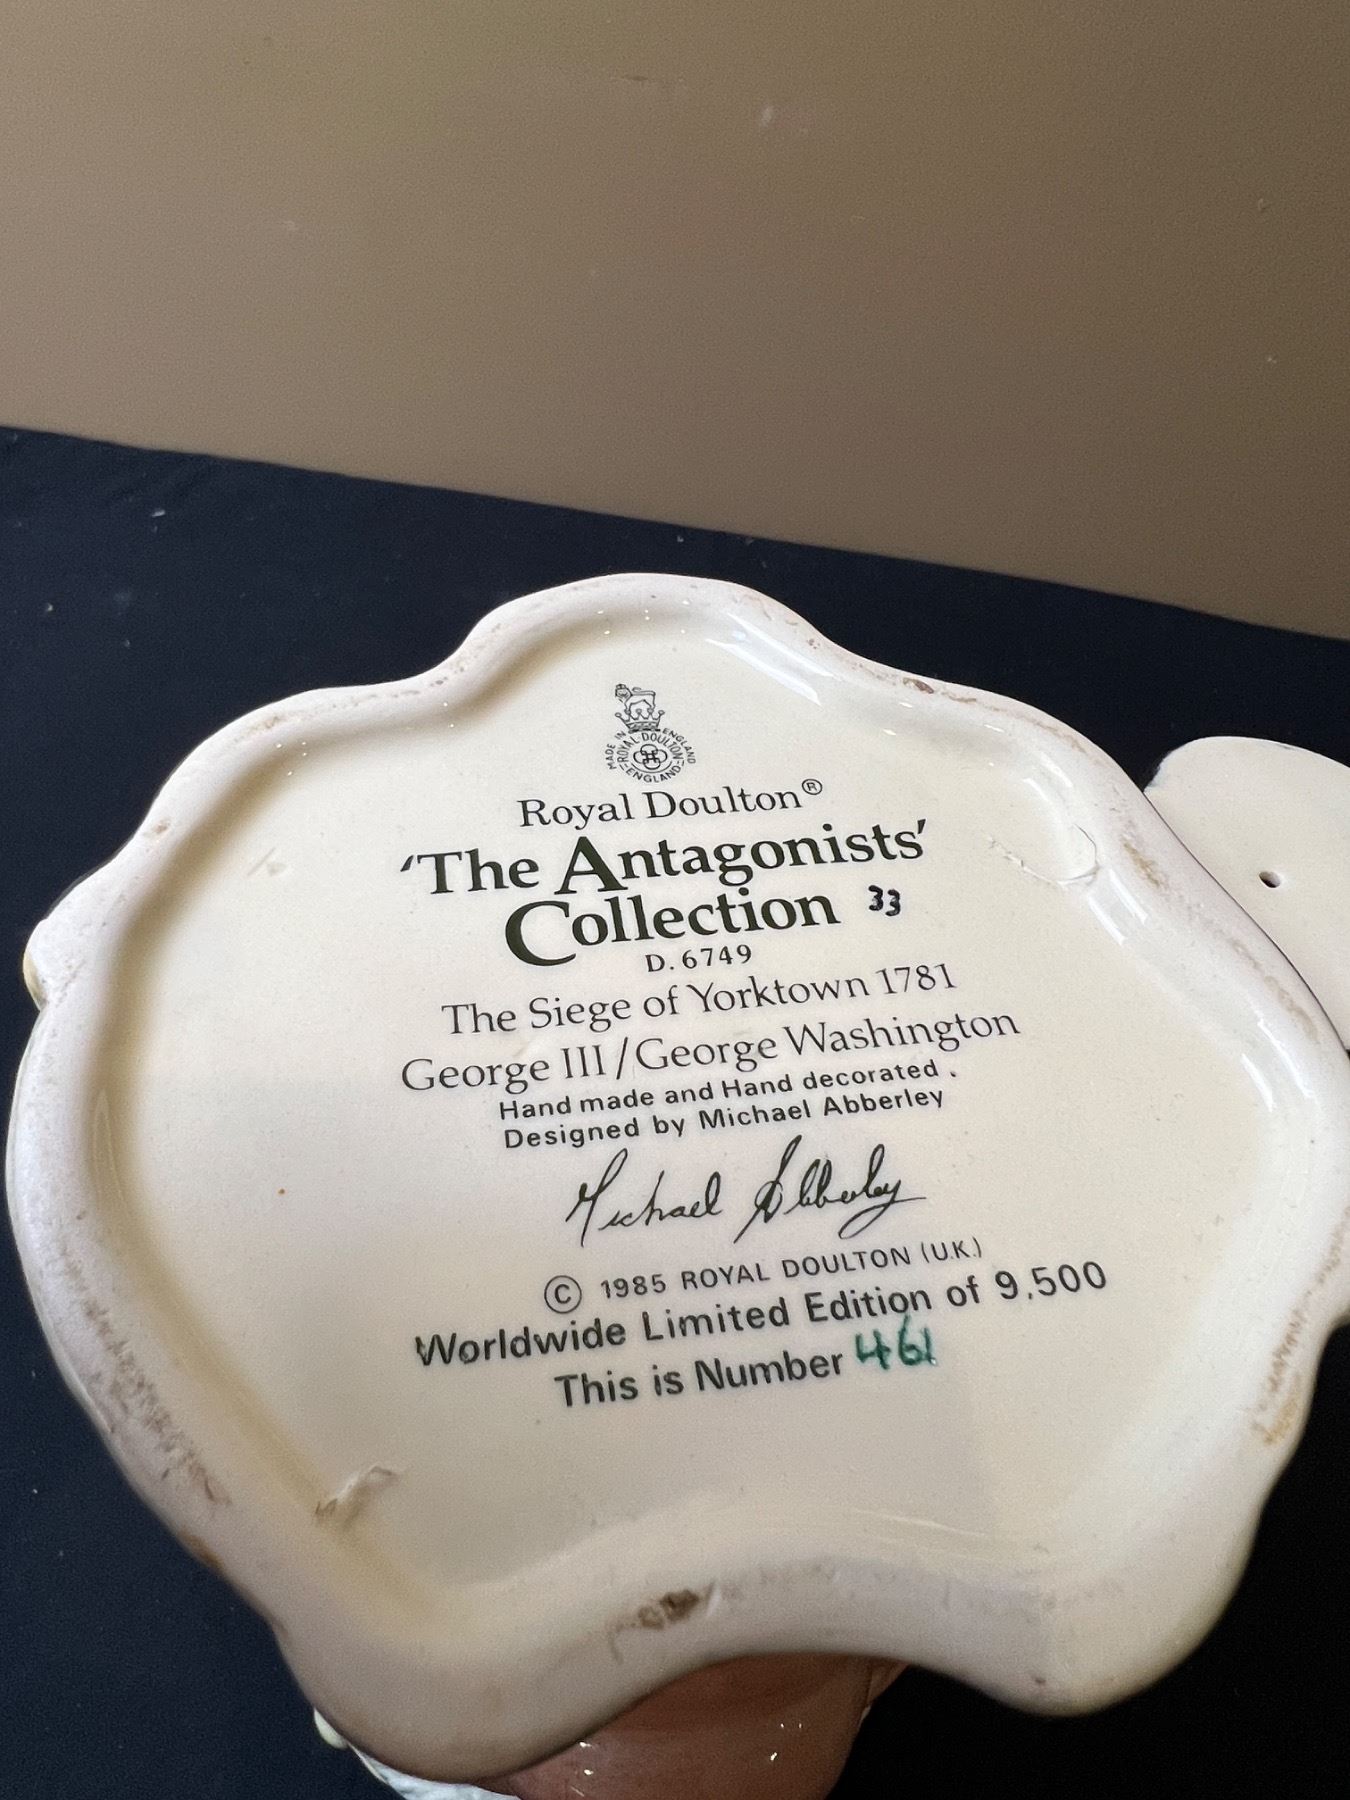 MADE IN ENGLAND
ROYAL-DOULTON
ENGLAND
Royal Doulton®
‘The Antagonists’
Collection 33
D. 6749
The Siege of Yorktown 1781
George III/George Washington
Hand made and Hand decorated .
Designed by Michael Abberley
Michael Abberley
© 1985 ROYAL DOULTON (U.K.)
Worldwide Limited Edition of 9,500
This is Number 461